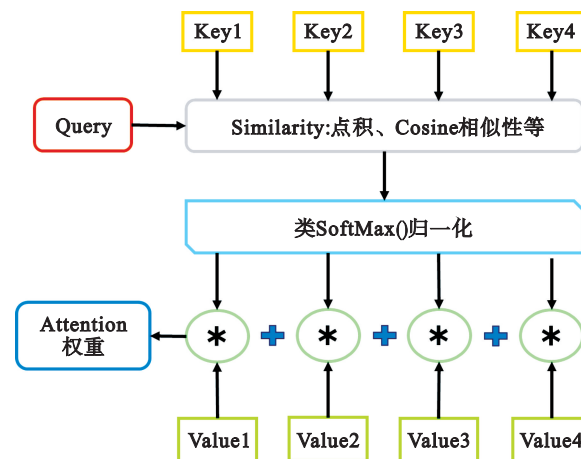 Key1 Key2 Key3 Key4
Query
Similarity:点积、Cosine相似性等
类SoftMax()归一化
Attention
权重
* + * + * + *
Value1 Value2 Value3 Value4